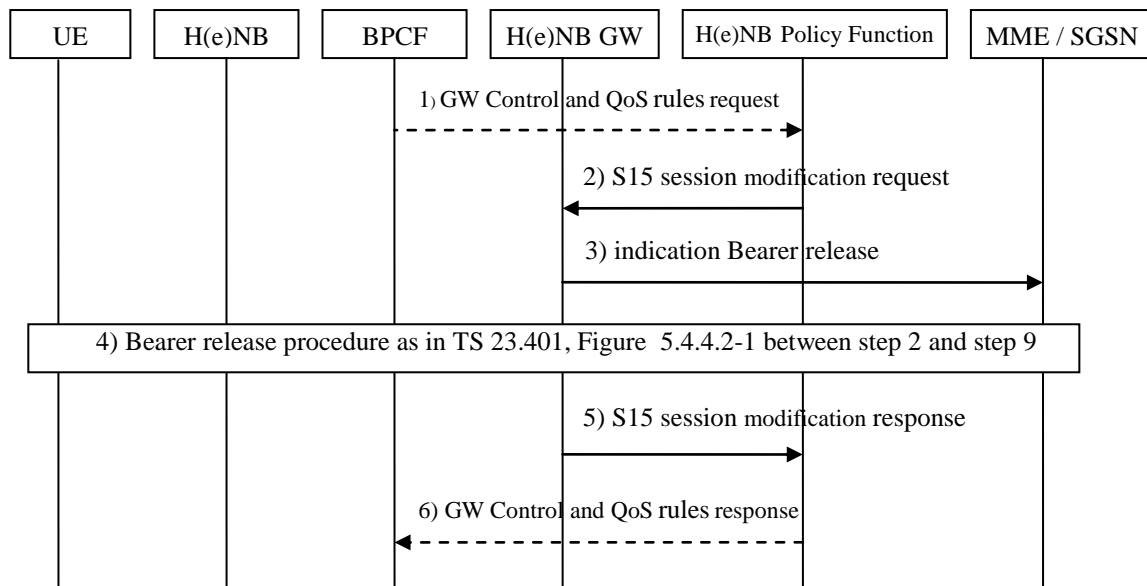 UE
H(e)NB
BPCF
H(e)NB GW
H(e)NB Policy Function
MME / SGSN
1) GW Control and QoS rules request
2) S15 session modification request
3) indication Bearer release
4) Bearer release procedure as in TS 23.401, Figure 5.4.4.2-1 between step 2 and step 9
5) S15 session modification response
6) GW Control and QoS rules response